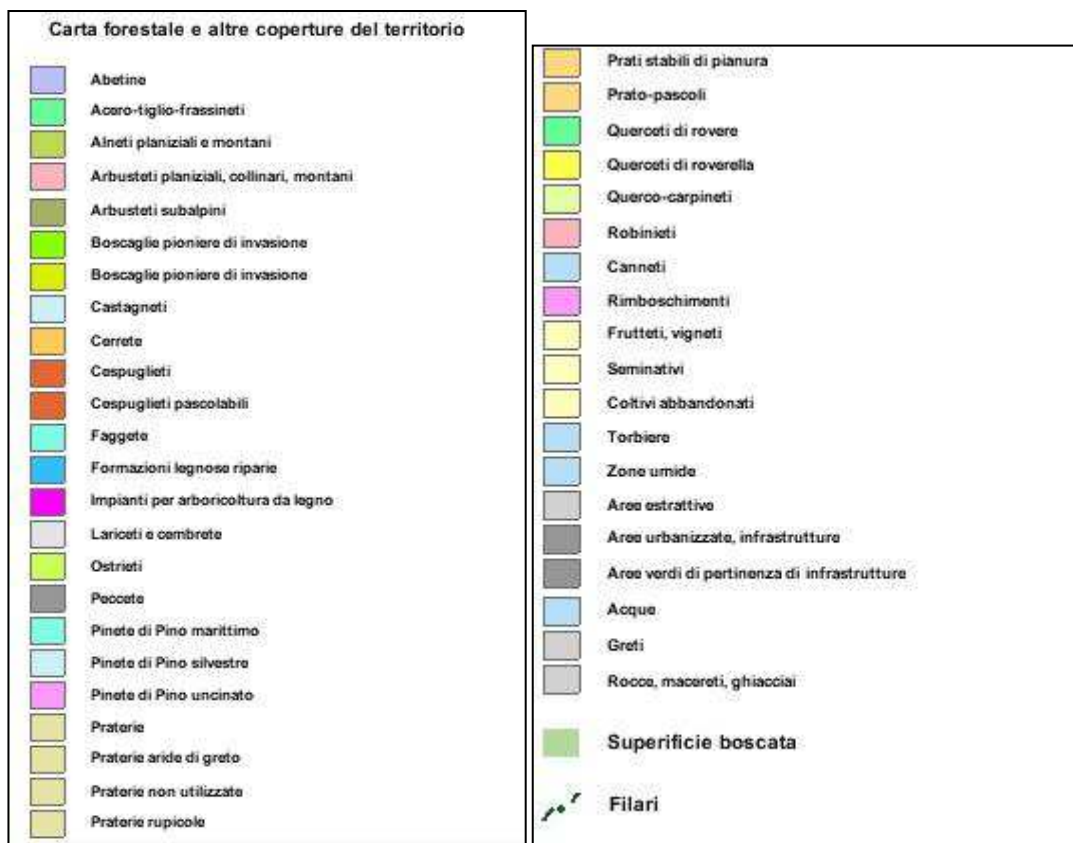 Carta forestale e altre coperture del territorio
Abetine
Acero-tiglio-frassineti
Alneti planiziali e montani
Arbusteti planiziali, collinari, montani
Arbusteti subalpini
Boscaglie pioniere di invasione
Boscaglie pioniere di invasione
Castagneti
Cerrete
Cespuglieti
Cespuglieti pascolabili
Faggete
Formazioni legnose riparie
Impianti per arboricoltura da legno
Lariceti e cembrete
Ostrieti
Peccete
Pinete di Pino marittimo
Pinete di Pino silvestre
Pinete di Pino uncinato
Praterie
Praterie aride di greto
Praterie non utilizzate
Praterie rupicole
Prati stabili di pianura
Prato-pascoli
Querceti di rovere
Querceti di roverella
Querco-carpineti
Robinieti
Canneti
Rimboschimenti
Frutteti, vigneti
Seminativi
Coltivi abbandonati
Torbiere
Zone umide
Aree estrattive
Aree urbanizzate, infrastrutture
Aree verdi di pertinenza di infrastrutture
Acque
Greti
Rocce, macereti, ghiacciai
Superificie boscata
Filari